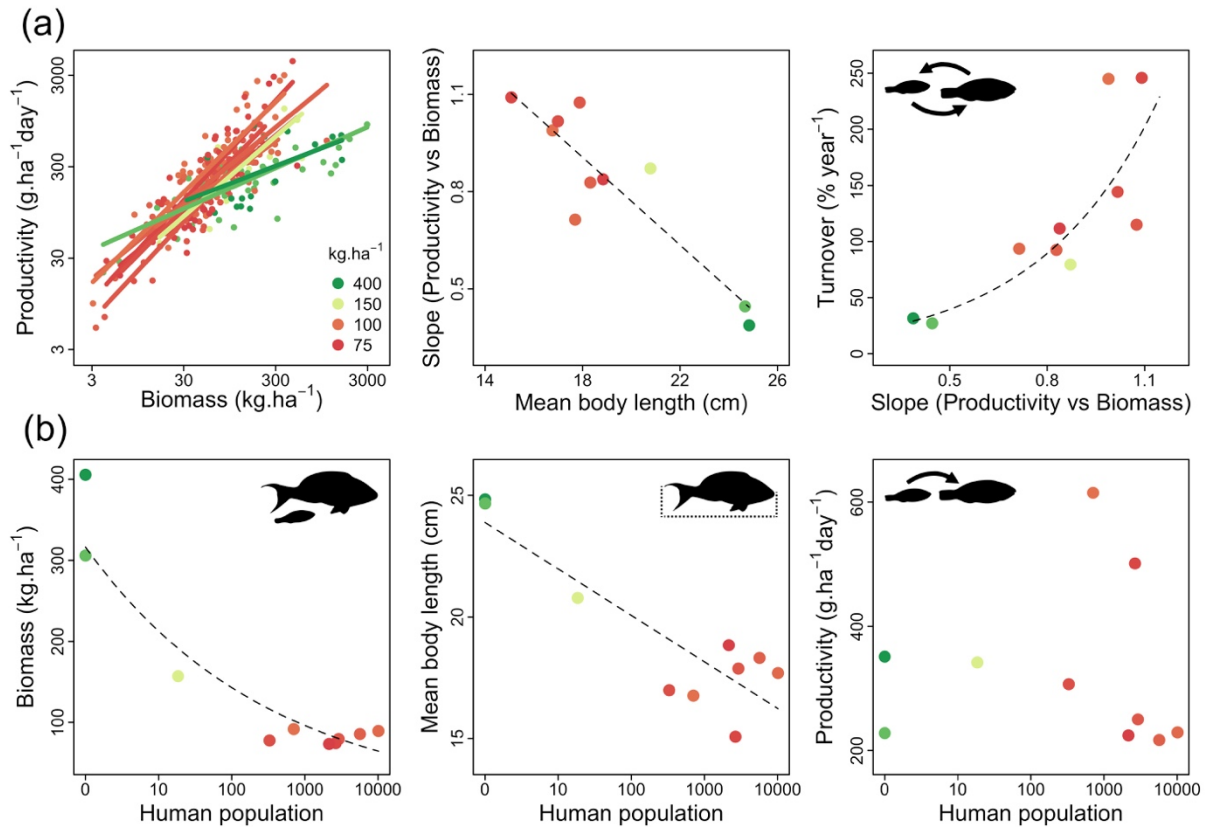 (a)
Productivity (g.ha⁻¹day⁻¹)
3000
300
30
3
kg.ha⁻¹
400
150
100
75
3 30 300 3000
Biomass (kg.ha⁻¹)
Slope (Productivity vs Biomass)
1.1
0.8
0.5
14 18 22 26
Mean body length (cm)
Turnover (% year⁻¹)
250
200
150
100
50
0
0.5 0.8 1.1
Slope (Productivity vs Biomass)
(b)
Biomass (kg.ha⁻¹)
400
300
200
100
0 10 100 1000 10000
Human population
Mean body length (cm)
25
20
15
0 10 100 1000 10000
Human population
Productivity (g.ha⁻¹day⁻¹)
600
400
200
0 10 100 1000 10000
Human population